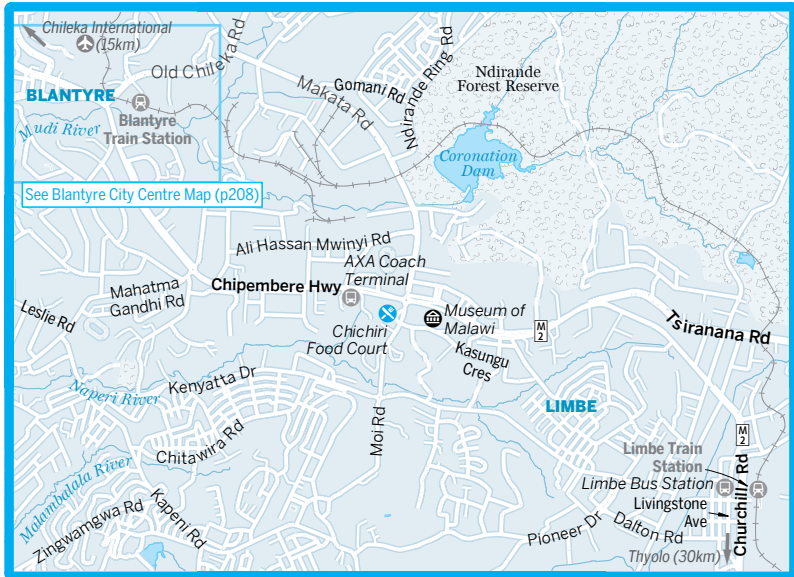 Chileka International
(15km)
Old Chileka Rd
BLANTYRE
Blantyre
Train Station
Mudi River
Makata Rd
Gomani Rd
Ndirande Ring Rd
Ndirande
Forest Reserve
Coronation
Dam
See Blantyre City Centre Map (p208)
Ali Hassan Mwinyi Rd
AXA Coach
Terminal
Chipembere Hwy
Mahatma
Gandhi Rd
Leslie Rd
Chichiri
Food Court
Museum of
Malawi
Kasungu
Cres
M
2
Tsiranana Rd
Naperi River
Kenyatta Dr
LIMBE
Chitawira Rd
Moi Rd
M
2
Malambalala River
Limbe Train
Station
Limbe Bus Station
Livingstone
Ave
Churchill Rd
Zingwamgwa Rd
Kapeni Rd
Pioneer Dr
Dalton Rd
Thyolo (30km)